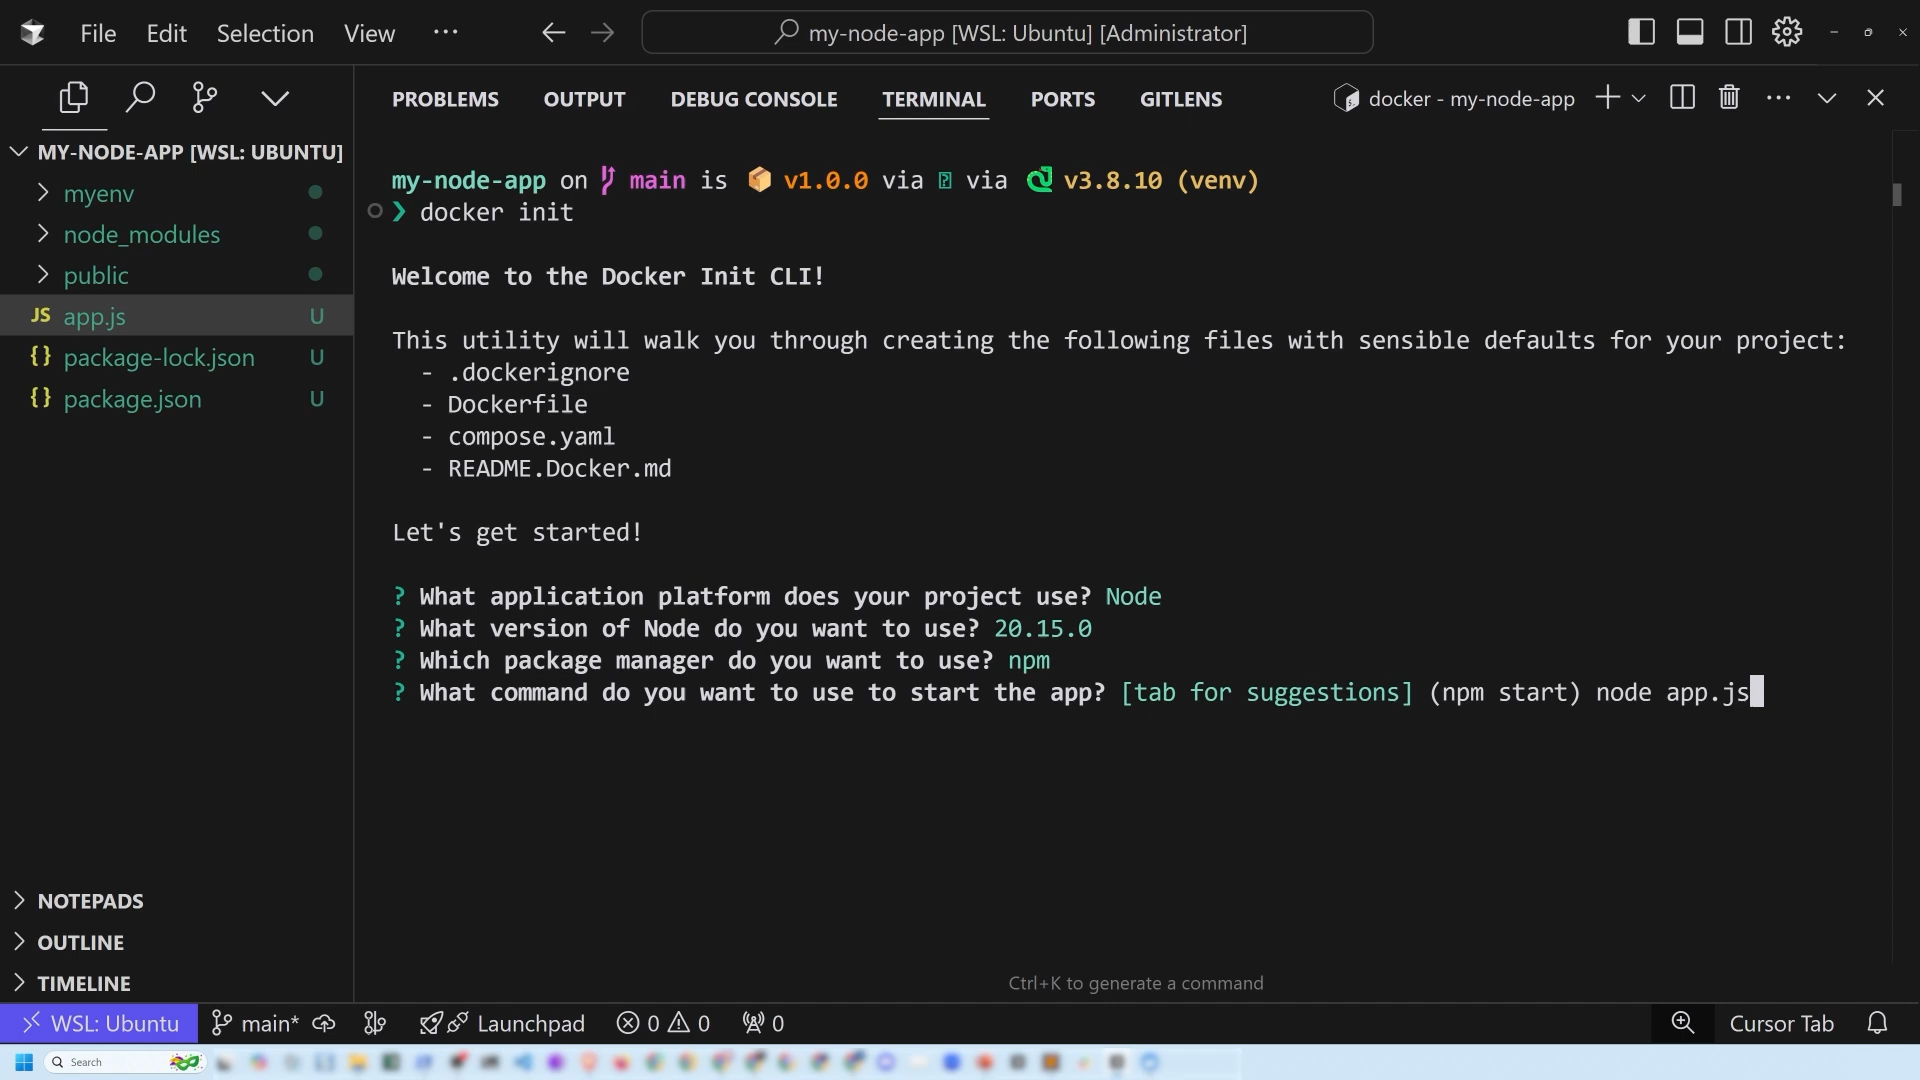 File Edit Selection View ··· my-node-app [WSL: Ubuntu] [Administrator]
PROBLEMS OUTPUT DEBUG CONSOLE TERMINAL PORTS GITLENS docker - my-node-app
MY-NODE-APP [WSL: UBUNTU]
myenv
node_modules
public
JS app.js U
{} package-lock.json U
{} package.json U
NOTEPADS
OUTLINE
TIMELINE
my-node-app on main is v1.0.0 via via v3.8.10 (venv)
❯ docker init
Welcome to the Docker Init CLI!
This utility will walk you through creating the following files with sensible defaults for your project:
- .dockerignore
- Dockerfile
- compose.yaml
- README.Docker.md
Let's get started!
? What application platform does your project use? Node
? What version of Node do you want to use? 20.15.0
? Which package manager do you want to use? npm
? What command do you want to use to start the app? [tab for suggestions] (npm start) node app.js
Ctrl+K to generate a command
WSL: Ubuntu main* Launchpad 0 0 0 Cursor Tab
Search